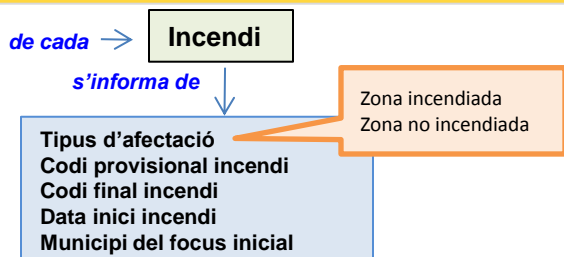 de cada
Incendi
s’informa de
Zona incendiada
Zona no incendiada
Tipus d’afectació
Codi provisional incendi
Codi final incendi
Data inici incendi
Municipi del focus inicial